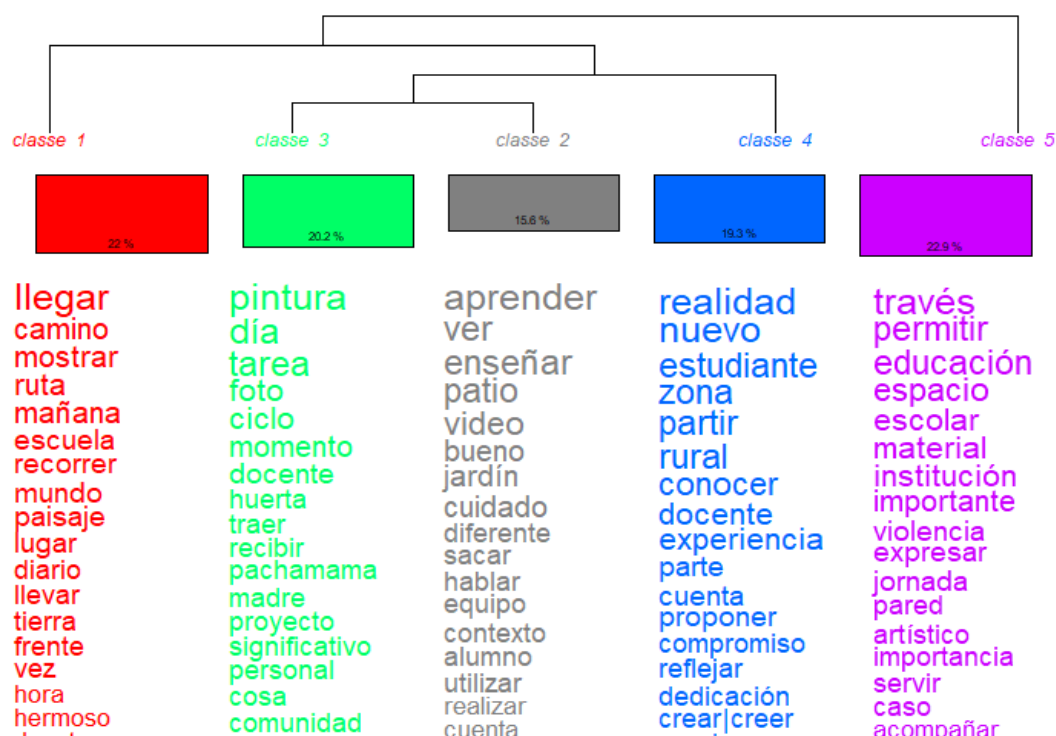 classe 1 classe 3 classe 2 classe 4 classe 5
22 % 20.2 % 15.6 % 19.3 % 22.9 %
llegar
camino
mostrar
ruta
mañana
escuela
recorrer
mundo
paisaje
lugar
diario
llevar
tierra
frente
vez
hora
hermoso
pintura
día
tarea
foto
ciclo
momento
docente
huerta
traer
recibir
pachamama
madre
proyecto
significativo
personal
cosa
comunidad
aprender
ver
enseñar
patio
video
bueno
jardín
cuidado
diferente
sacar
hablar
equipo
contexto
alumno
utilizar
realizar
cuenta
realidad
nuevo
estudiante
zona
partir
rural
conocer
docente
experiencia
parte
cuenta
proponer
compromiso
reflejar
dedicación
crear|creer
través
permitir
educación
espacio
escolar
material
institución
importante
violencia
expresar
jornada
pared
artístico
importancia
servir
caso
acompañar